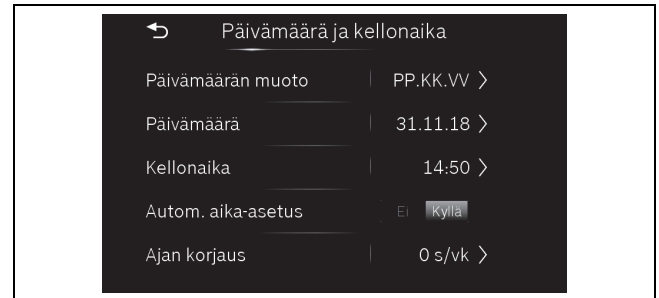 Päivämäärä ja kellonaika
Päivämäärän muoto PP.KK.VV
Päivämäärä 31.11.18
Kellonaika 14:50
Autom. aika-asetus Ei Kyllä
Ajan korjaus 0 s/vk